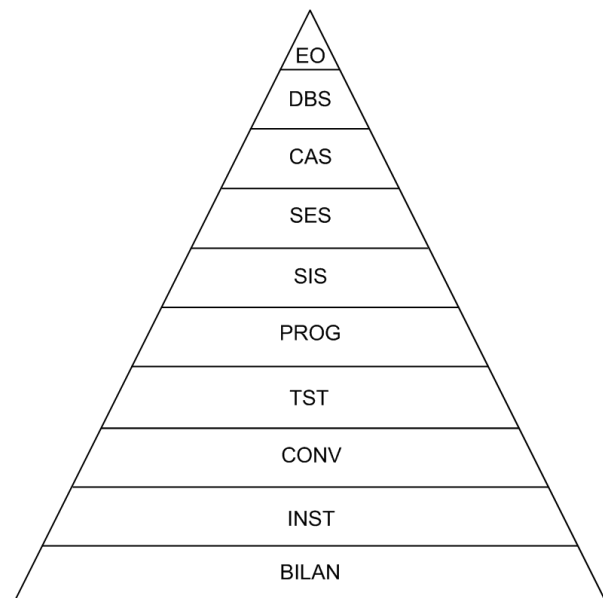 EO
DBS
CAS
SES
SIS
PROG
TST
CONV
INST
BILAN